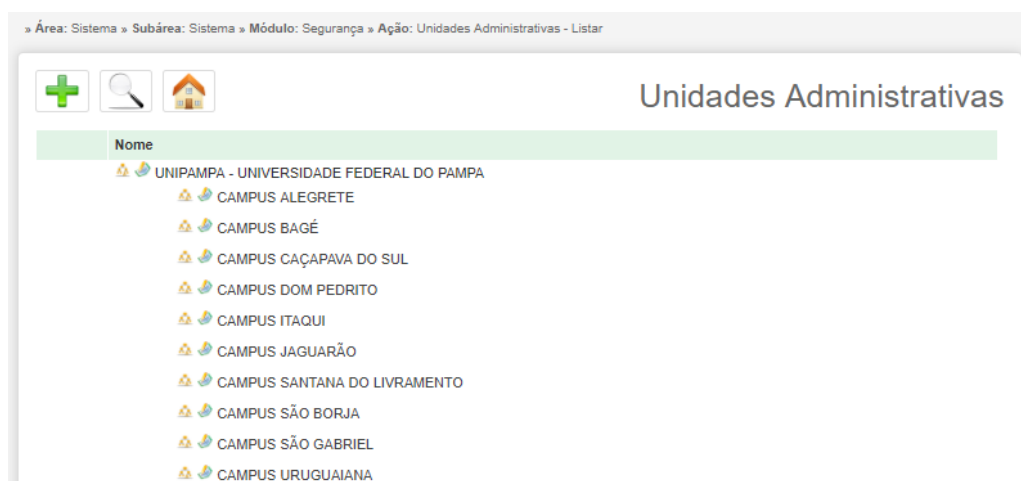 » Área: Sistema » Subárea: Sistema » Módulo: Segurança » Ação: Unidades Administrativas - Listar
Unidades Administrativas
Nome
UNIPAMPA - UNIVERSIDADE FEDERAL DO PAMPA
CAMPUS ALEGRETE
CAMPUS BAGÉ
CAMPUS CAÇAPAVA DO SUL
CAMPUS DOM PEDRITO
CAMPUS ITAQUI
CAMPUS JAGUARÃO
CAMPUS SANTANA DO LIVRAMENTO
CAMPUS SÃO BORJA
CAMPUS SÃO GABRIEL
CAMPUS URUGUAIANA